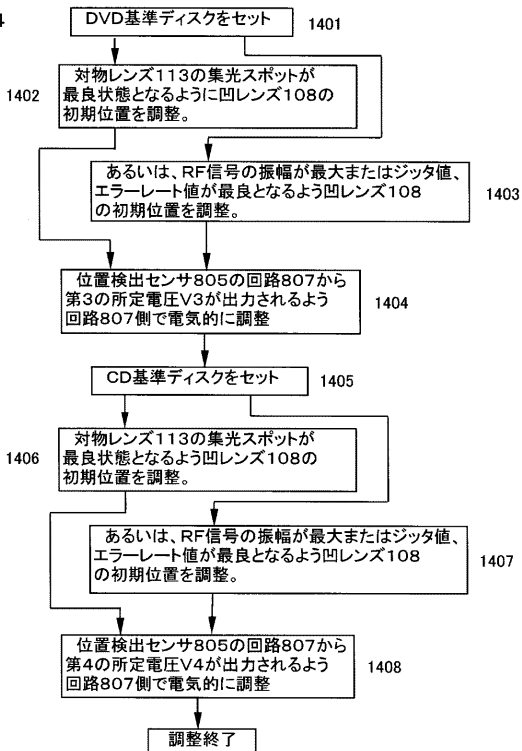 4
DVD基準ディスクをセット
1401
対物レンズ113の集光スポットが
最良状態となるように凹レンズ108の
初期位置を調整。
1402
あるいは、RF信号の振幅が最大またはジッタ値、
エラーレート値が最良となるよう凹レンズ108
の初期位置を調整。
1403
位置検出センサ805の回路807から
第3の所定電圧V3が出力されるよう
回路807側で電気的に調整
1404
CD基準ディスクをセット
1405
対物レンズ113の集光スポットが
最良状態となるよう凹レンズ108の
初期位置を調整。
1406
あるいは、RF信号の振幅が最大またはジッタ値、
エラーレート値が最良となるよう凹レンズ108
の初期位置を調整。
1407
位置検出センサ805の回路807から
第4の所定電圧V4が出力されるよう
回路807側で電気的に調整
1408
調整終了